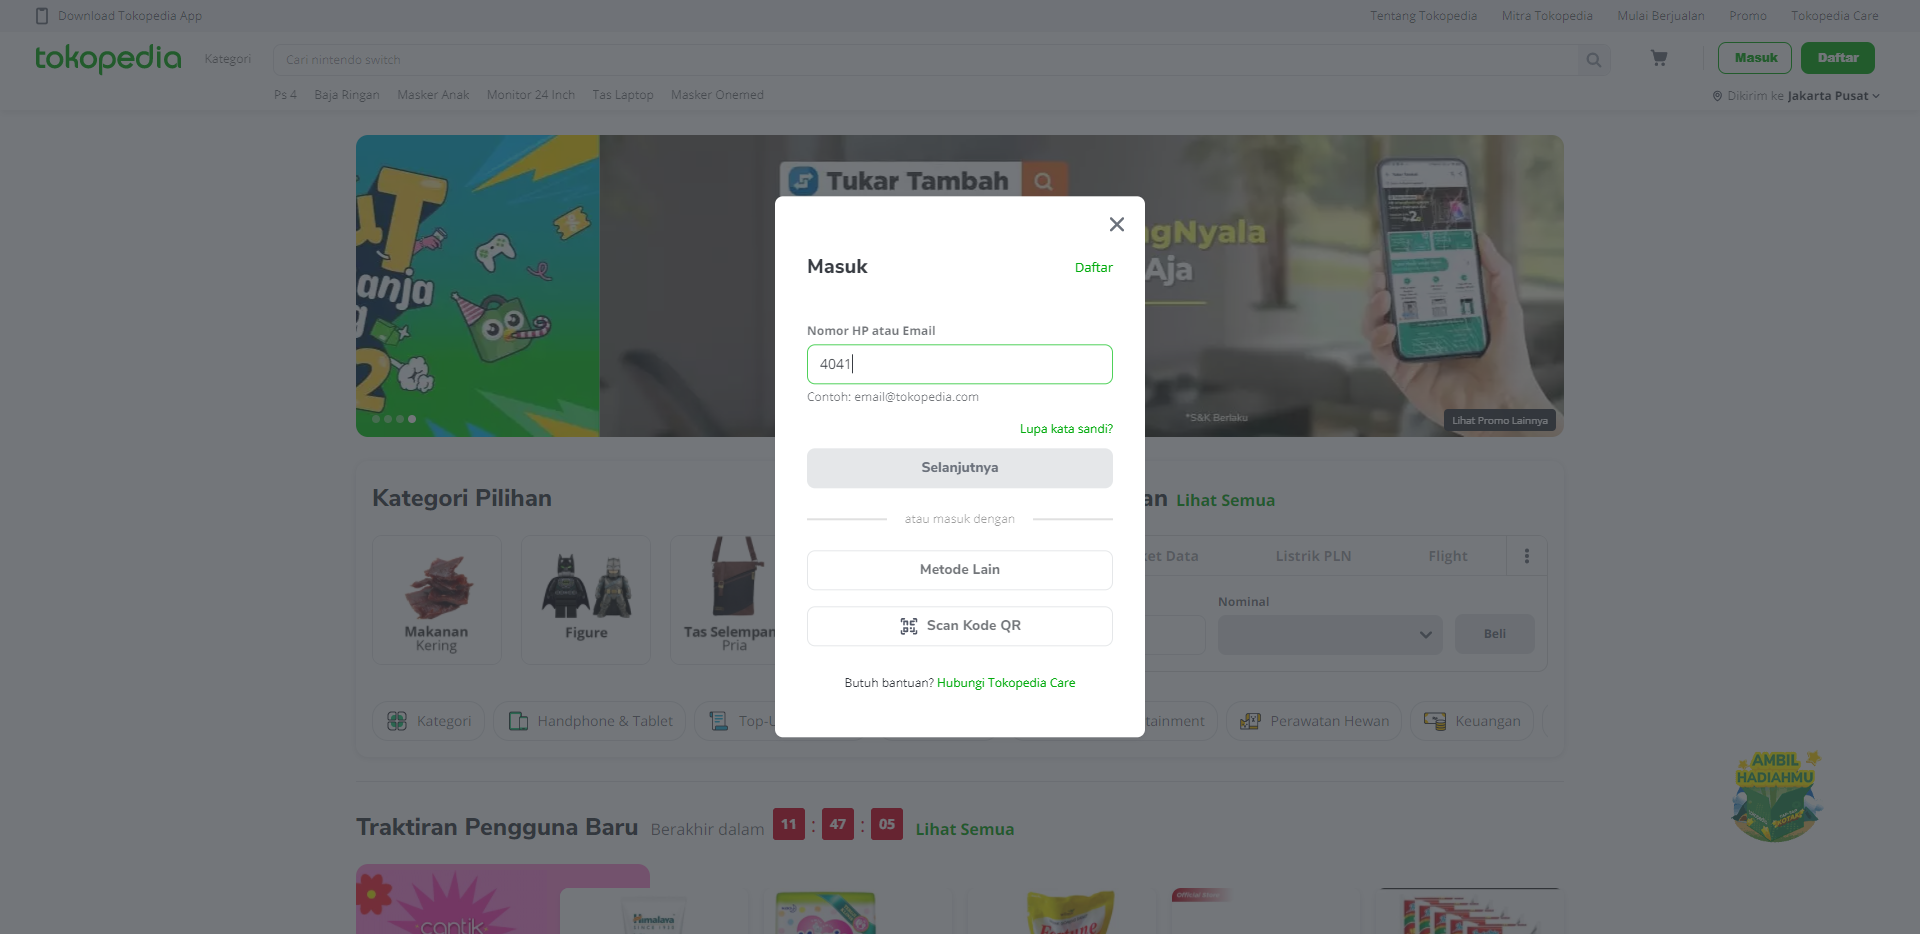 Download Tokopedia App
Tentang Tokopedia
Mitra Tokopedia
Mulai Berjualan
Promo
Tokopedia Care
tokopedia
Kategori
Cari nintendo switch
Masuk
Daftar
Ps 4
Baja Ringan
Masker Anak
Monitor 24 Inch
Tas Laptop
Masker Onemed
Dikirim ke Jakarta Pusat
Tukar Tambah
gNyala
Aja
anja
2
*S&K Berlaku
Lihat Promo Lainnya
Masuk
Daftar
Nomor HP atau Email
4041
Contoh: email@tokopedia.com
Lupa kata sandi?
Selanjutnya
atau masuk dengan
Metode Lain
Scan Kode QR
Butuh bantuan? Hubungi Tokopedia Care
Kategori Pilihan
an
Lihat Semua
Makanan
Kering
Figure
Tas Selempan
Pria
et Data
Listrik PLN
Flight
Nominal
Beli
Kategori
Handphone & Tablet
Top-U
tainment
Perawatan Hewan
Keuangan
AMBIL
HADIAHMU
Traktiran Pengguna Baru
Berakhir dalam
11 : 47 : 05
Lihat Semua
cantik
Himalaya
SINCE 1930
Fortune